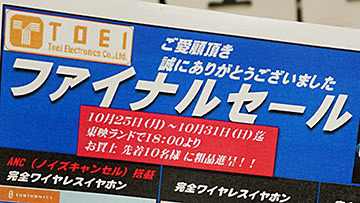 TOEI
Toei Electronics Co., Ltd.
ご愛顧頂き
誠にありがとうございました
ファイナルセール
10月25日(月)～10月31日(日)迄
東映ランドで18:00より
お買上 先着10名様 に粗品進呈！！
ANC（ノイズキャンセル）搭載
完全ワイヤレスイヤホン
完全ワイヤレスイヤホン
完全ワ